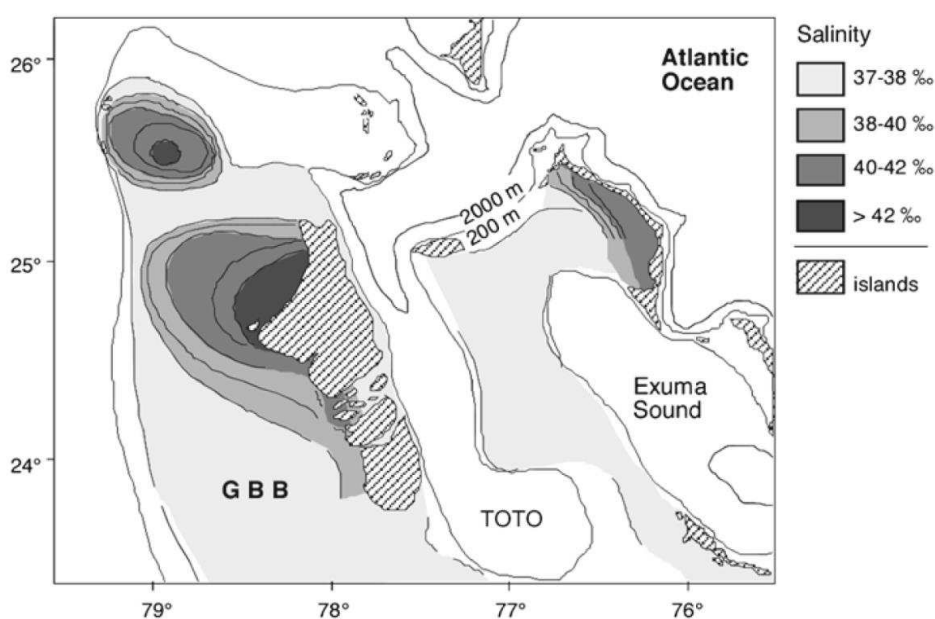 Salinity
37-38 ‰
38-40 ‰
40-42 ‰
> 42 ‰
islands
26°
25°
24°
79°
78°
77°
76°
Atlantic
Ocean
2000 m
200 m
Exuma
Sound
GBB
TOTO